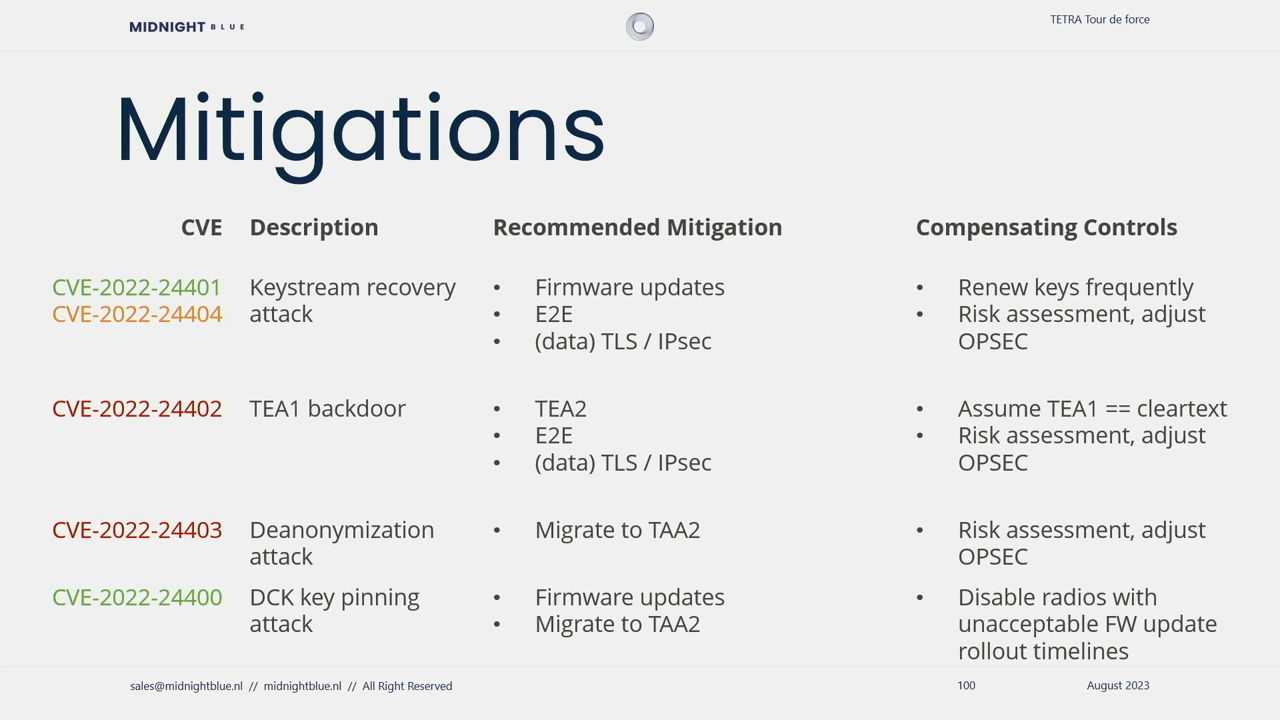 MIDNIGHT BLUE
TETRA Tour de force
Mitigations
CVE Description Recommended Mitigation Compensating Controls
CVE-2022-24401 Keystream recovery • Firmware updates • Renew keys frequently
CVE-2022-24404 attack • E2E • Risk assessment, adjust
• (data) TLS / IPsec OPSEC
CVE-2022-24402 TEA1 backdoor • TEA2 • Assume TEA1 == cleartext
• E2E • Risk assessment, adjust
• (data) TLS / IPsec OPSEC
CVE-2022-24403 Deanonymization • Migrate to TAA2 • Risk assessment, adjust
attack OPSEC
CVE-2022-24400 DCK key pinning • Firmware updates • Disable radios with
attack • Migrate to TAA2 unacceptable FW update
rollout timelines
sales@midnightblue.nl // midnightblue.nl // All Right Reserved 100 August 2023